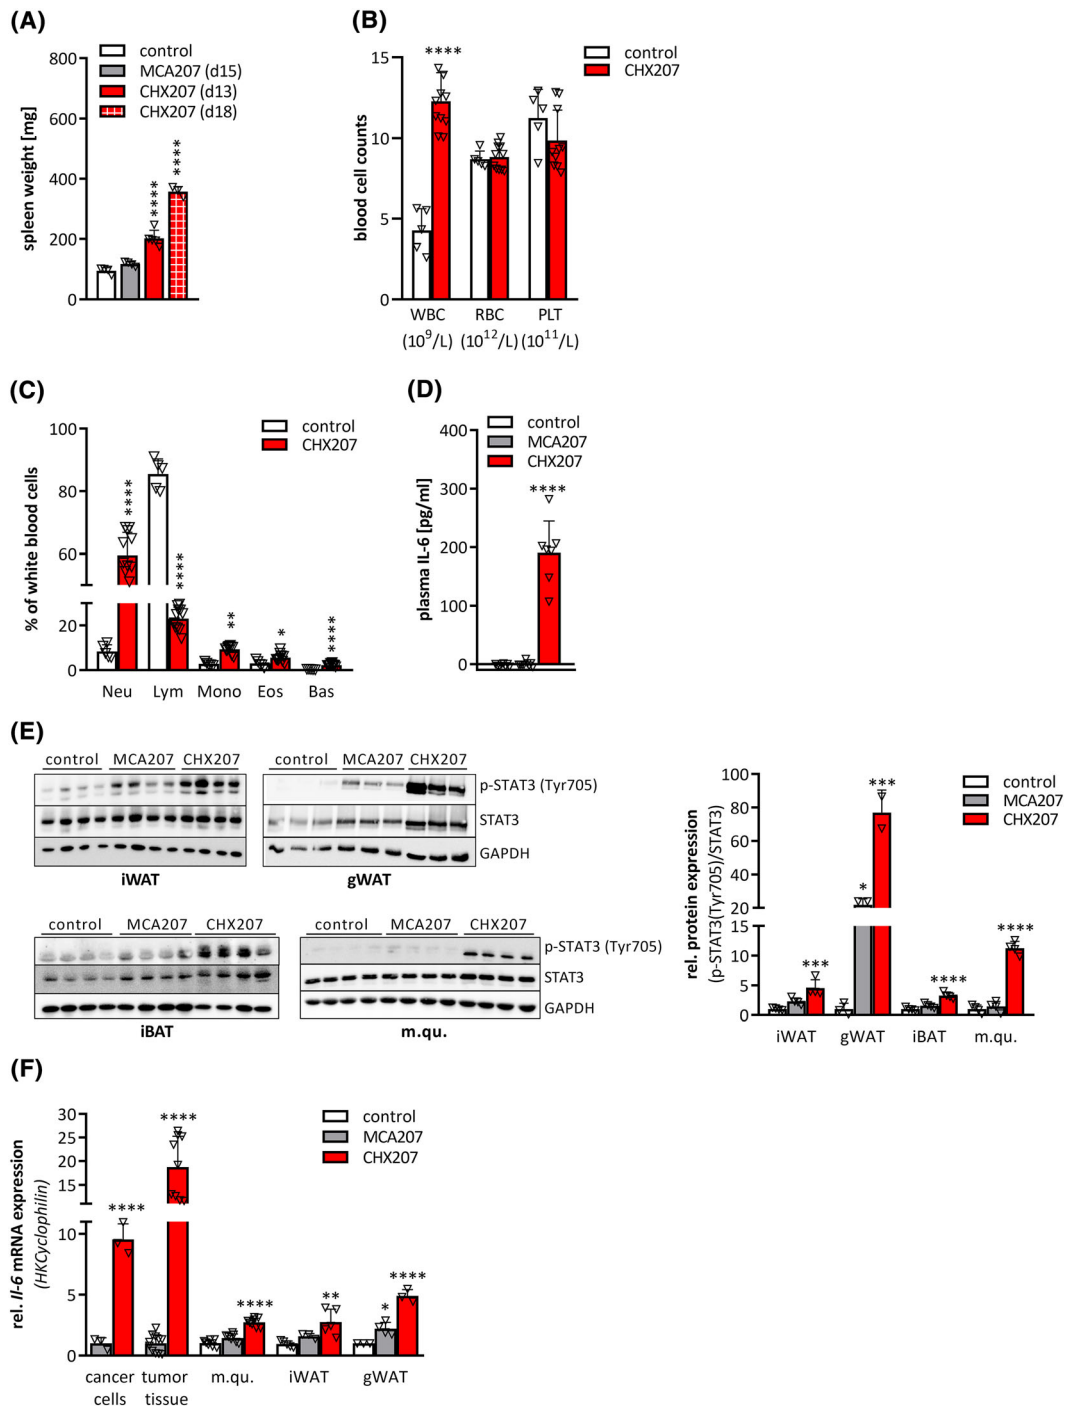 (A)
control
MCA207 (d15)
CHX207 (d13)
CHX207 (d18)
spleen weight [mg]
800
600
400
200
0
****
****
(B)
control
CHX207
blood cell counts
15
10
5
0
****
WBC RBC PLT
(10⁹/L) (10¹²/L) (10¹¹/L)
(C)
control
CHX207
% of white blood cells
100
80
60
20
0
****
****
**
*
****
Neu Lym Mono Eos Bas
(D)
control
MCA207
CHX207
plasma IL-6 [pg/ml]
400
300
200
100
0
****
(E)
control MCA207 CHX207
control MCA207 CHX207
p-STAT3 (Tyr705)
STAT3
GAPDH
iWAT
gWAT
control MCA207 CHX207
control MCA207 CHX207
p-STAT3 (Tyr705)
STAT3
GAPDH
iBAT
m.qu.
rel. protein expression
(p-STAT3(Tyr705)/STAT3)
100
80
60
40
20
15
10
5
0
control
MCA207
CHX207
***
*
***
****
****
iWAT gWAT iBAT m.qu.
(F)
control
MCA207
CHX207
rel. Il-6 mRNA expression
(HKCyclophilin)
30
25
20
15
10
5
0
****
****
****
**
*
****
cancer tumor m.qu. iWAT gWAT
cells tissue